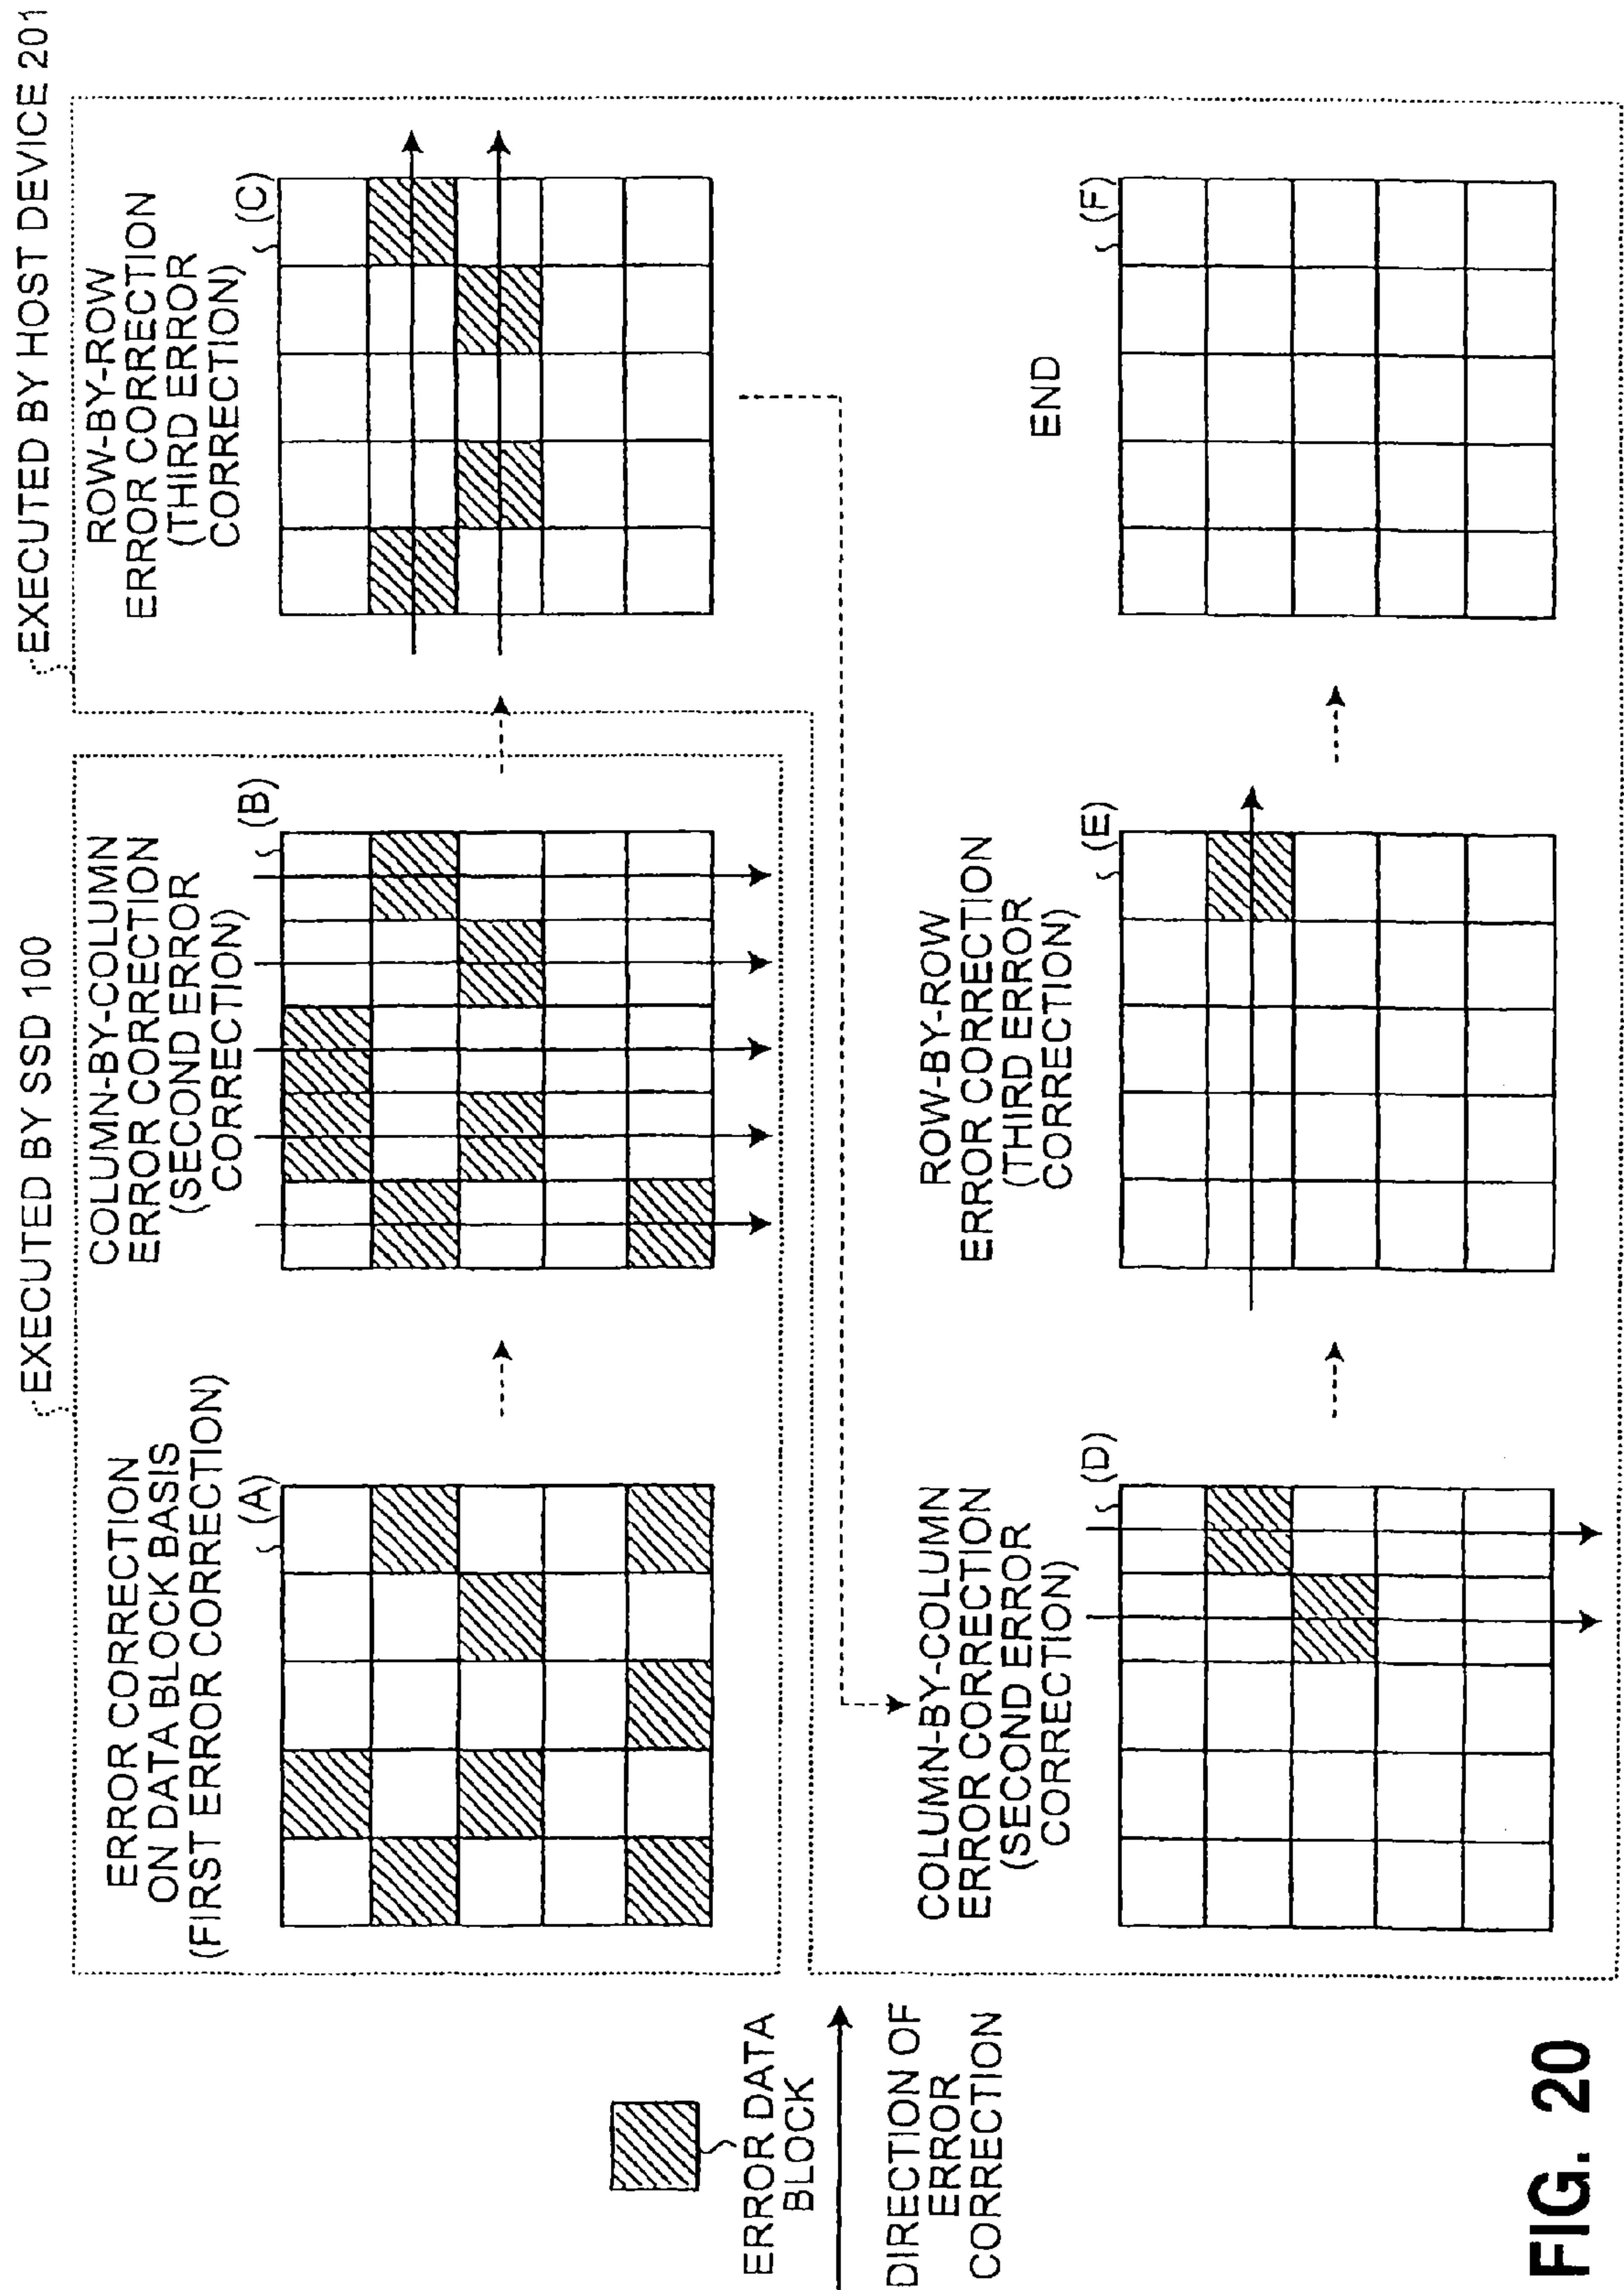 EXECUTED BY SSD 100
ERROR CORRECTION
ON DATA BLOCK BASIS
(FIRST ERROR CORRECTION)
(A)
COLUMN-BY-COLUMN
ERROR CORRECTION
(SECOND ERROR
CORRECTION)
(B)
EXECUTED BY HOST DEVICE 201
ROW-BY-ROW
ERROR CORRECTION
(THIRD ERROR
CORRECTION)
(C)
COLUMN-BY-COLUMN
ERROR CORRECTION
(SECOND ERROR
CORRECTION)
(D)
ROW-BY-ROW
ERROR CORRECTION
(THIRD ERROR
CORRECTION)
(E)
END
(F)
ERROR DATA
BLOCK
DIRECTION OF
ERROR
CORRECTION
FIG. 20